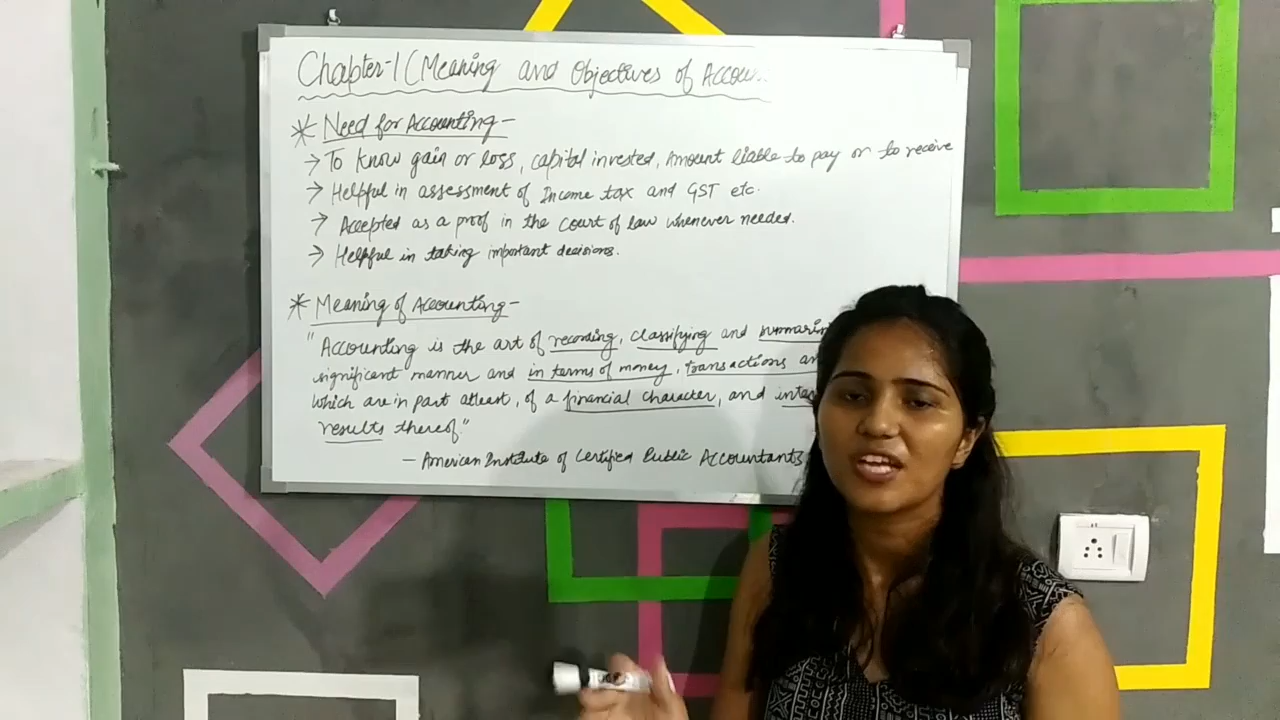 Chapter-1 (Meaning and Objectives of
* Need for Accounting -
→ To know gain or loss, capital invested, Amount liable to pay or to receive
→ Helpful in assessment of Income tax and GST etc.
→ Accepted as a proof in the court of law whenever needed.
→ Helpful in taking important decisions.
* Meaning of Accounting -
"Accounting is the art of recording, classifying and
significant manner and in terms of money, transactions
which are in part atleast, of a financial character, and
results thereof"
- American Institute of Certified Public Accountants